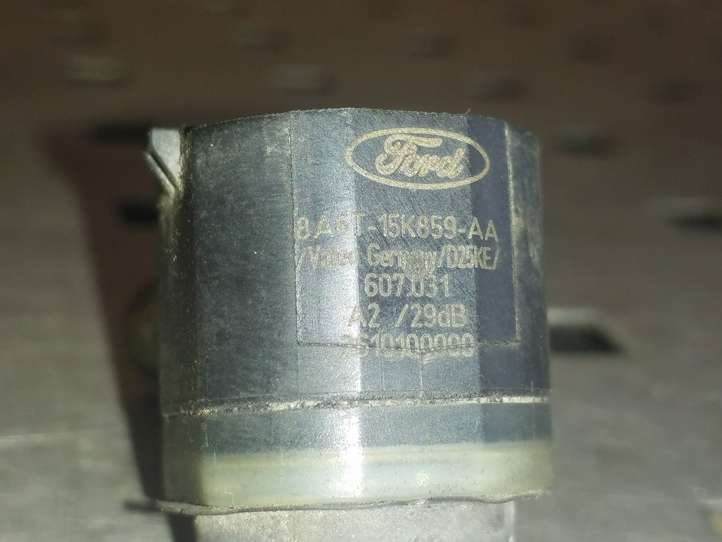 Ford
8A6T-15K859-AA
/Valeo Germany/D25KE/
607.031
A2 /29dB